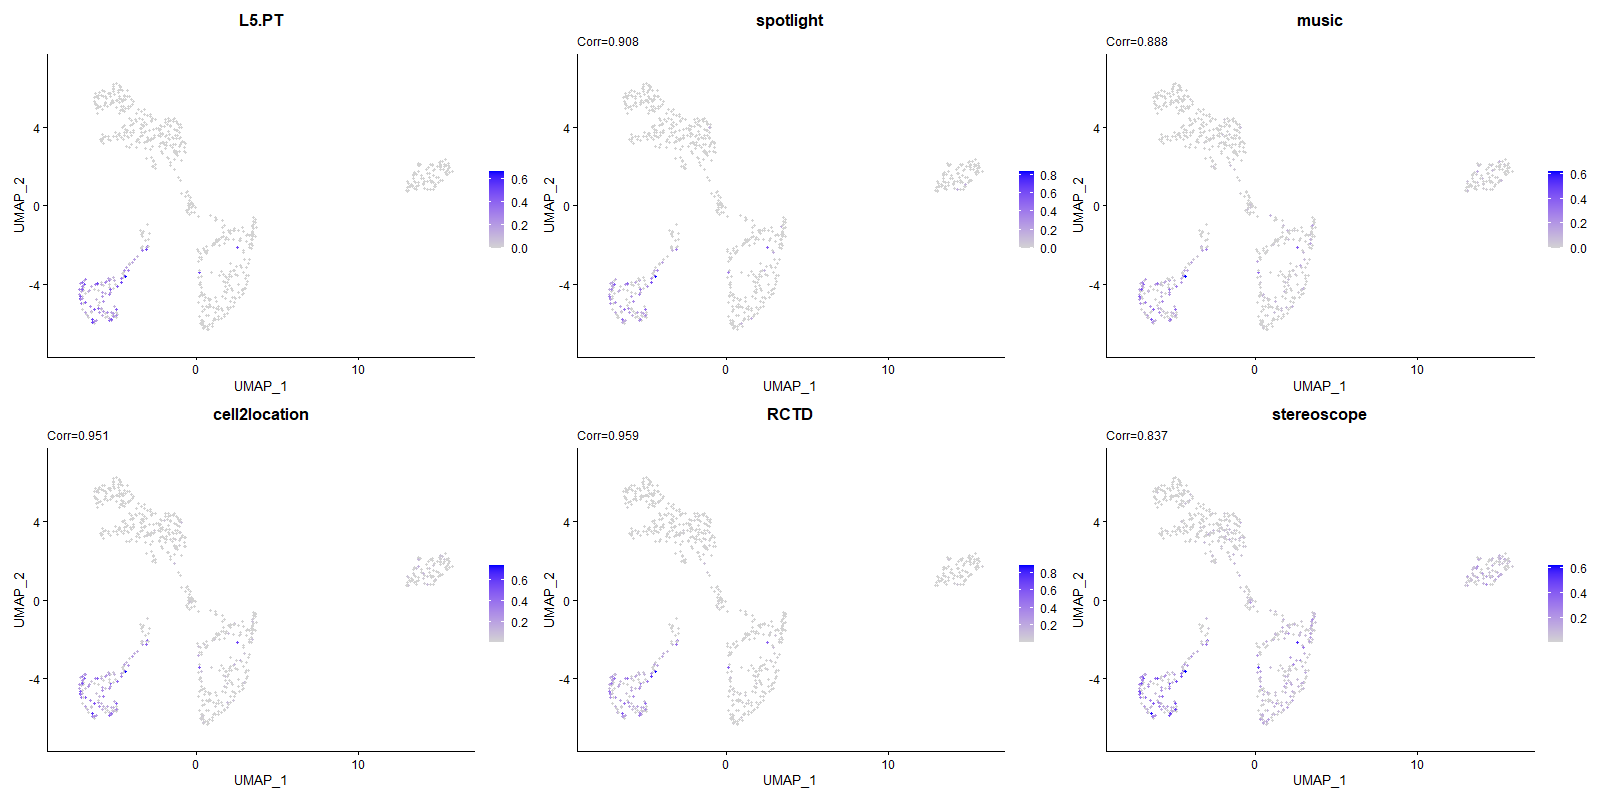 L5.PT
UMAP_2
4
0
-4
0
10
UMAP_1
0.6
0.4
0.2
0.0
spotlight
Corr=0.908
UMAP_2
4
0
-4
0
10
UMAP_1
0.8
0.6
0.4
0.2
0.0
music
Corr=0.888
UMAP_2
4
0
-4
0
10
UMAP_1
0.6
0.4
0.2
0.0
cell2location
Corr=0.951
UMAP_2
4
0
-4
0
10
UMAP_1
0.6
0.4
0.2
RCTD
Corr=0.959
UMAP_2
4
0
-4
0
10
UMAP_1
0.8
0.6
0.4
0.2
stereoscope
Corr=0.837
UMAP_2
4
0
-4
0
10
UMAP_1
0.6
0.4
0.2